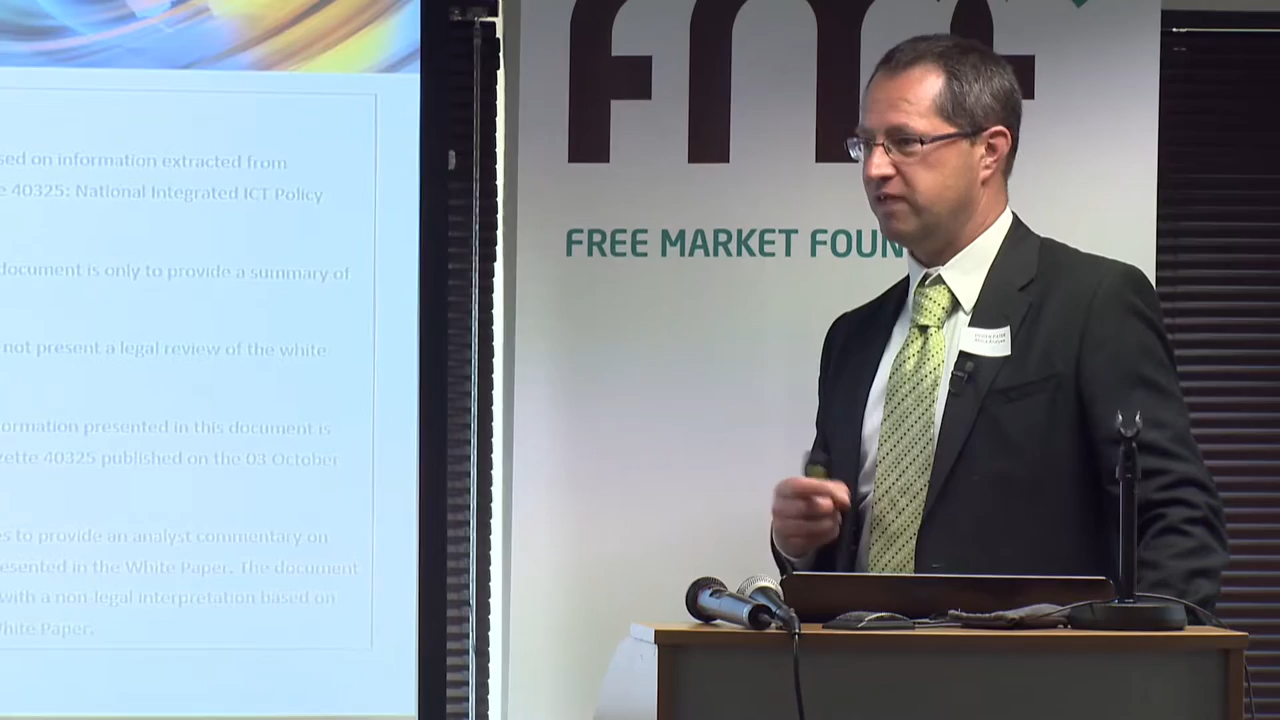 sed on information extracted from
e 40325: National Integrated ICT Policy
document is only to provide a summary of
not present a legal review of the white
ormation presented in this document is
zette 40325 published on the 03 October
es to provide an analyst commentary on
esented in the White Paper. The document
with a non-legal interpretation based on
White Paper.
FMF
FREE MARKET FOUN